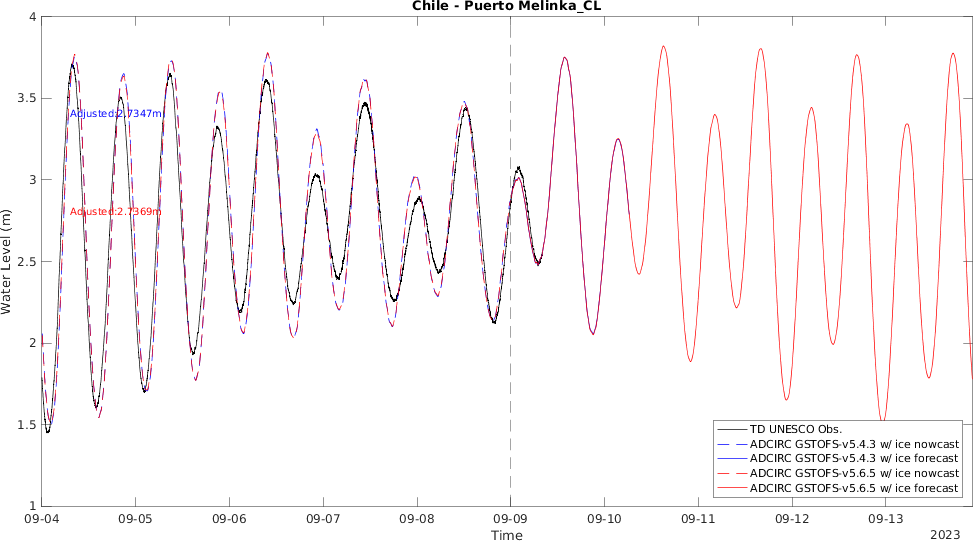 Chile - Puerto Melinka_CL
4
3.5
3
2.5
2
1.5
1
Water Level (m)
Adjusted:2.7347m
Adjusted:2.7369m
TD UNESCO Obs.
ADCIRC GSTOFS-v5.4.3 w/ ice nowcast
ADCIRC GSTOFS-v5.4.3 w/ ice forecast
ADCIRC GSTOFS-v5.6.5 w/ ice nowcast
ADCIRC GSTOFS-v5.6.5 w/ ice forecast
09-04 09-05 09-06 09-07 09-08 09-09 09-10 09-11 09-12 09-13
Time
2023